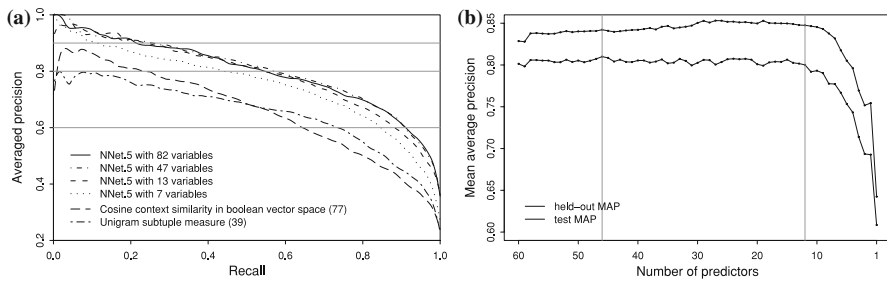 (a)
Averaged precision
1.0
0.8
0.6
0.4
0.2
NNet.5 with 82 variables
NNet.5 with 47 variables
NNet.5 with 13 variables
NNet.5 with 7 variables
Cosine context similarity in boolean vector space (77)
Unigram subtuple measure (39)
0.0 0.2 0.4 0.6 0.8 1.0
Recall
(b)
Mean average precision
0.85
0.80
0.75
0.70
0.65
0.60
held–out MAP
test MAP
60 50 40 30 20 10 1
Number of predictors